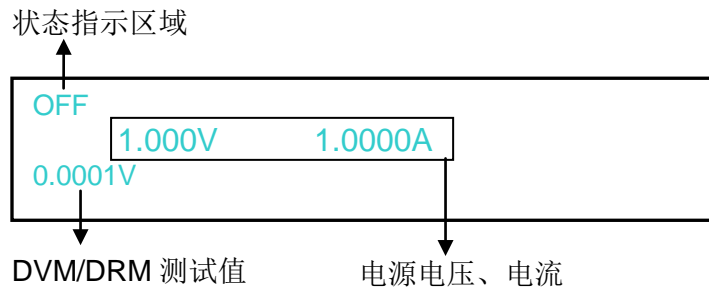 状态指示区域
OFF
1.000V 1.0000A
0.0001V
DVM/DRM 测试值 电源电压、电流